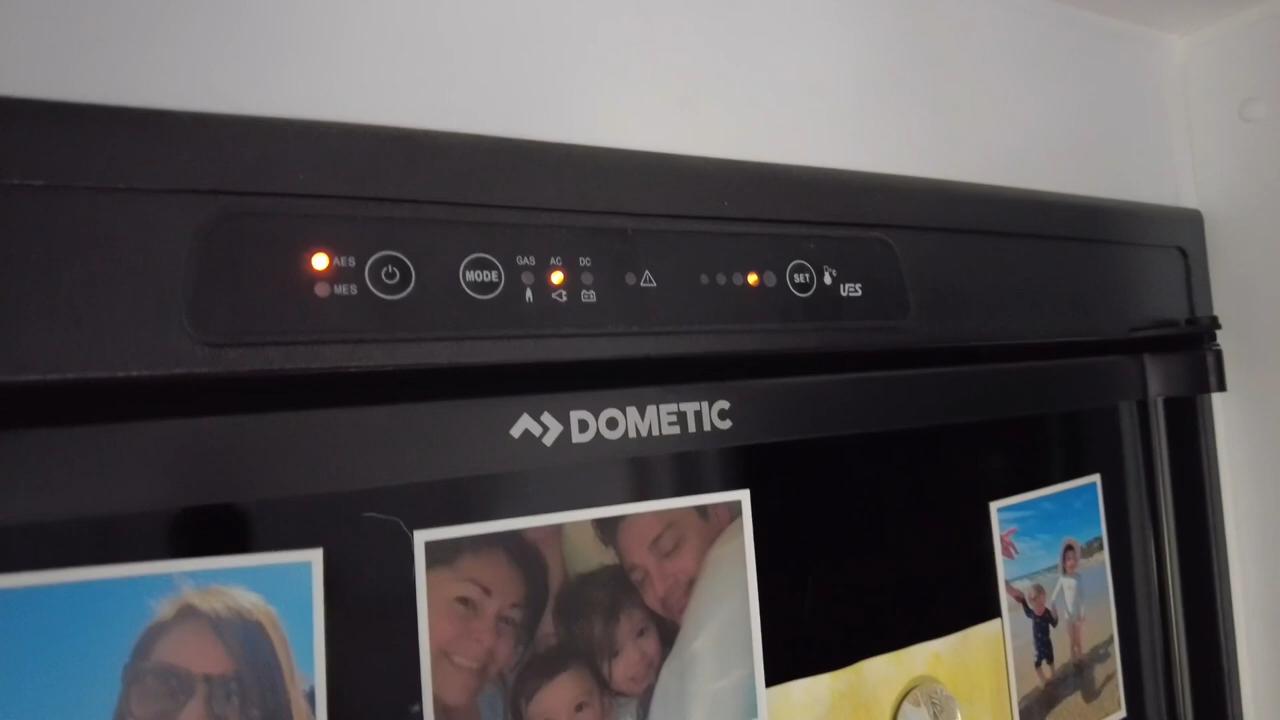 AES
MES
MODE
GAS AC DC
SET
°C
UES
DOMETIC